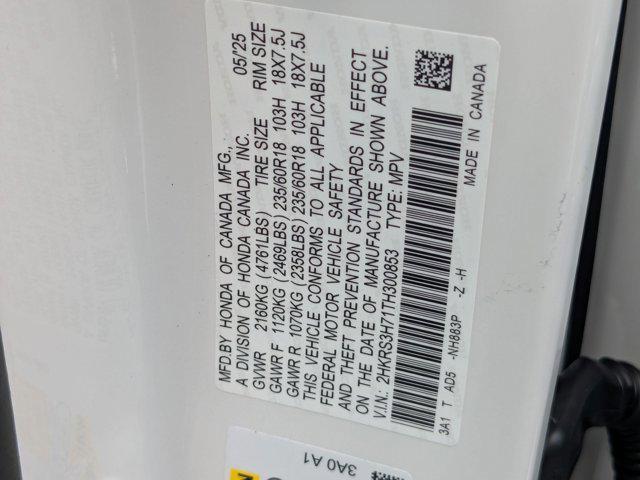 MFD.BY HONDA OF CANADA MFG., 05/'25
A DIVISION OF HONDA CANADA INC.
TIRE SIZE RIM SIZE
GVWR 2160KG (4761LBS)
GAWR F 1120KG (2469LBS) 235/60R18 103H 18X7.5J
GAWR R 1070KG (2358LBS) 235/60R18 103H 18X7.5J
THIS VEHICLE CONFORMS TO ALL APPLICABLE
FEDERAL MOTOR VEHICLE SAFETY
AND THEFT PREVENTION STANDARDS IN EFFECT
ON THE DATE OF MANUFACTURE SHOWN ABOVE.
V.I.N.: 2HKRS3H71TH300853 TYPE: MPV
3A1 T AD5 -NH883P -Z -H
MADE IN CANADA
3A0 A1